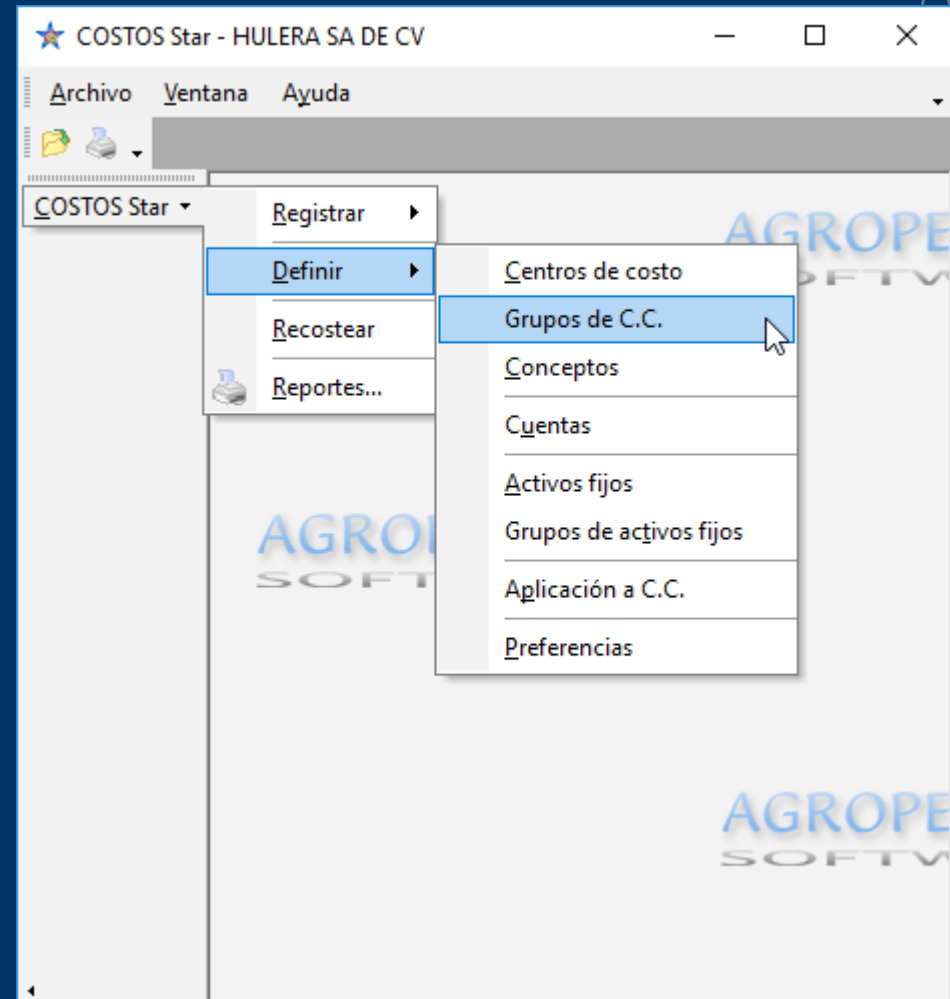 COSTOS Star - HULERA SA DE CV
Archivo Ventana Ayuda
COSTOS Star
Registrar
Definir
Recostear
Reportes...
Centros de costo
Grupos de C.C.
Conceptos
Cuentas
Activos fijos
Grupos de activos fijos
Aplicación a C.C.
Preferencias